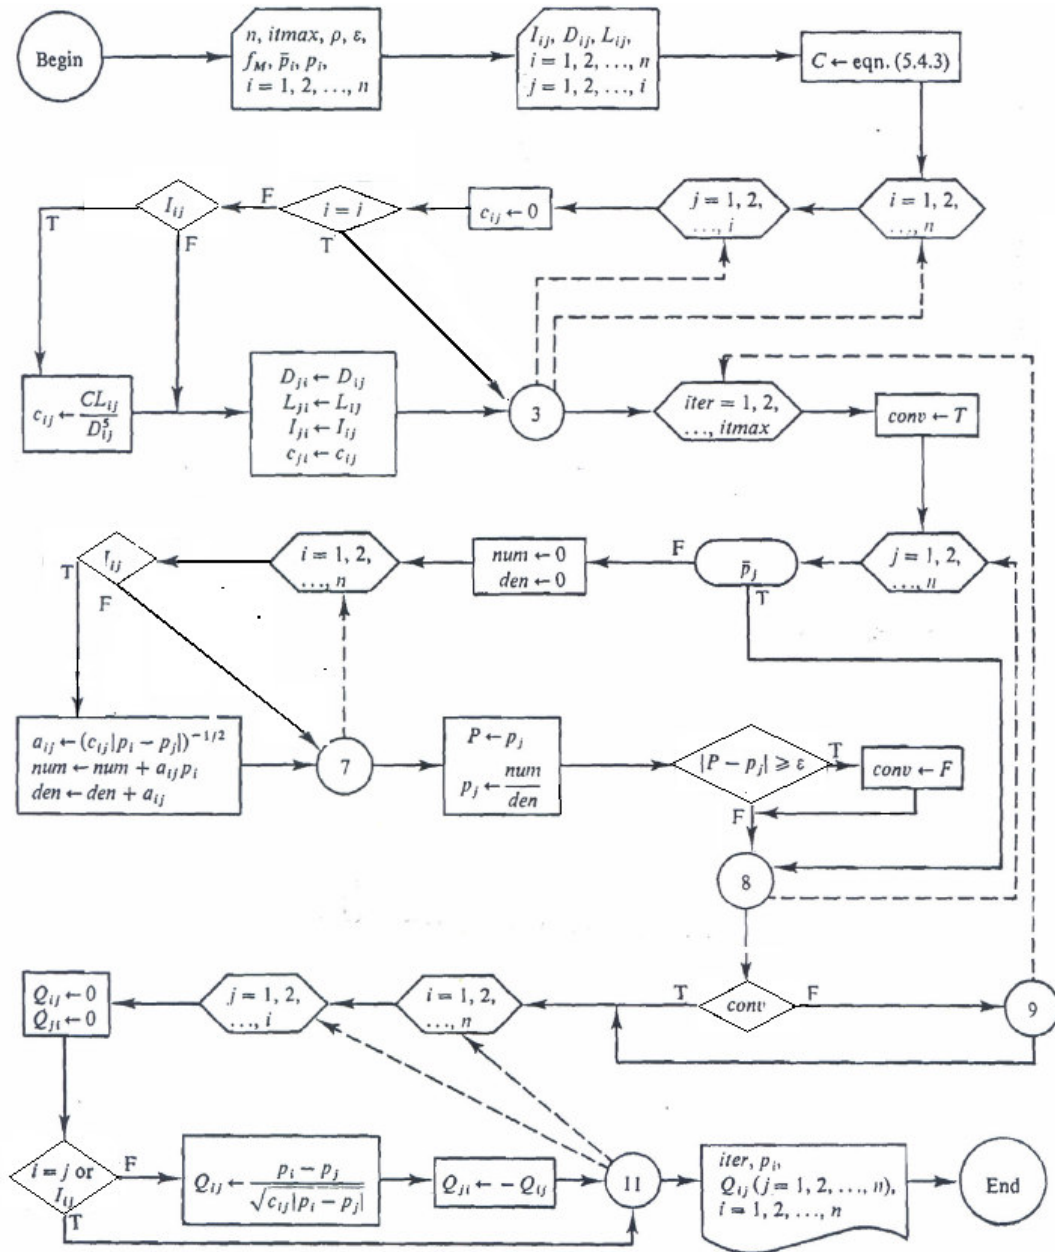 Begin
n, itmax, ρ, ε,
f_M, p̄_i, p_i,
i = 1, 2, …, n
I_ij, D_ij, L_ij,
i = 1, 2, …, n
j = 1, 2, …, i
C ← eqn. (5.4.3)
i = 1, 2,
…, n
j = 1, 2,
…, i
c_ij ← 0
i = j
F
T
I_ij
T
F
c_ij ← CL_ij / D_ij^5
D_ji ← D_ij
L_ji ← L_ij
I_ji ← I_ij
c_ji ← c_ij
3
iter = 1, 2,
…, itmax
conv ← T
j = 1, 2,
…, n
p̄_j
F
T
num ← 0
den ← 0
i = 1, 2,
…, n
I_ij
T
F
a_ij ← (c_ij|p_i − p_j|)^−1/2
num ← num + a_ij p_i
den ← den + a_ij
7
P ← p_j
p_j ← num / den
|P − p_j| ⩾ ε
T
F
conv ← F
8
conv
T
F
9
i = 1, 2,
…, n
j = 1, 2,
…, i
Q_ij ← 0
Q_ji ← 0
i = j or
I_ij
F
T
Q_ij ← (p_i − p_j) / √(c_ij|p_i − p_j|)
Q_ji ← − Q_ij
11
iter, p_i,
Q_ij (j = 1, 2, …, n),
i = 1, 2, …, n
End